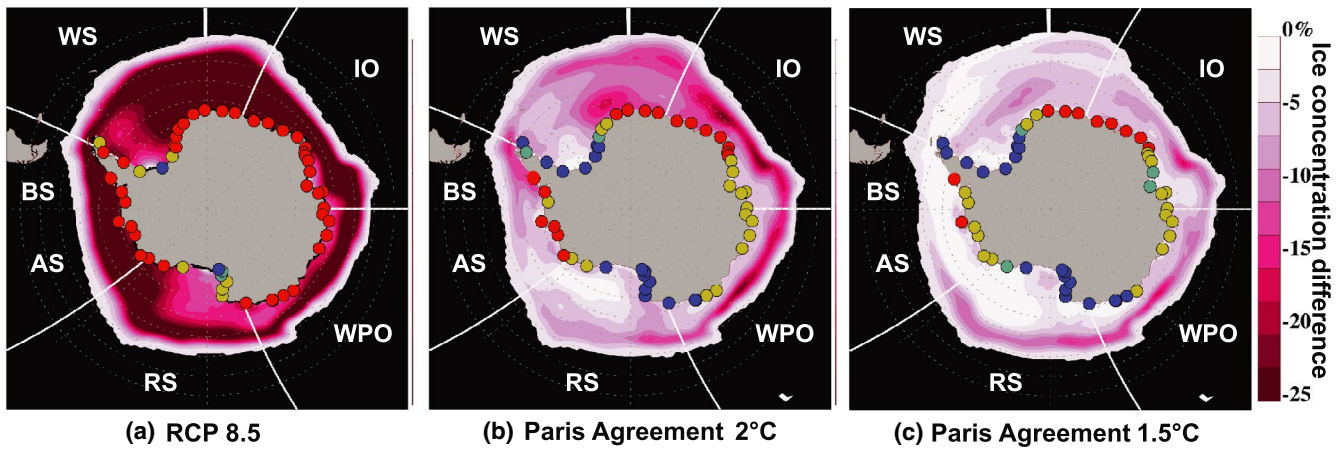 WS
IO
BS
AS
WPO
RS
(a) RCP 8.5
WS
IO
BS
AS
WPO
RS
(b) Paris Agreement 2°C
WS
IO
BS
AS
WPO
RS
(c) Paris Agreement 1.5°C
0%
-5
-10
-15
-20
-25
Ice concentration difference